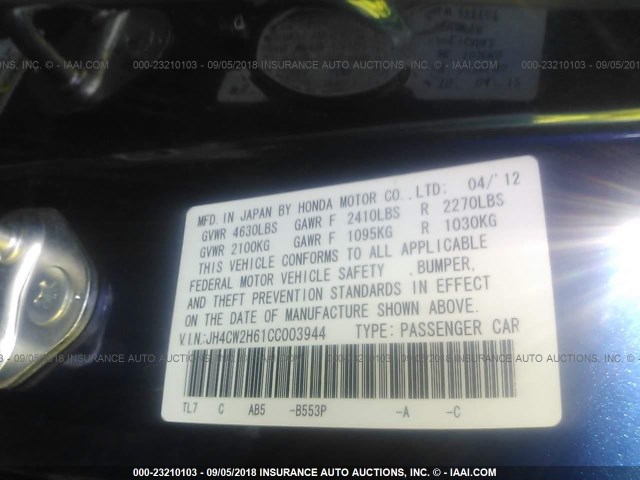 000-23210103 - 09/05/2018 INSURANCE AUTO AUCTIONS, INC. - IAAI.COM
MFD. IN JAPAN BY HONDA MOTOR CO.,LTD: 04/'12
GVWR 4630LBS GAWR F 2410LBS R 2270LBS
GVWR 2100KG GAWR F 1095KG R 1030KG
THIS VEHICLE CONFORMS TO ALL APPLICABLE
FEDERAL MOTOR VEHICLE SAFETY .BUMPER,
AND THEFT PREVENTION STANDARDS IN EFFECT
ON THE DATE OF MANUFACTURE SHOWN ABOVE.
V.I.N:JH4CW2H61CC003944 TYPE: PASSENGER CAR
TL7 C AB5 -B553P -A -C
000-23210103 - 09/05/2018 INSURANCE AUTO AUCTIONS, INC. - IAAI.COM